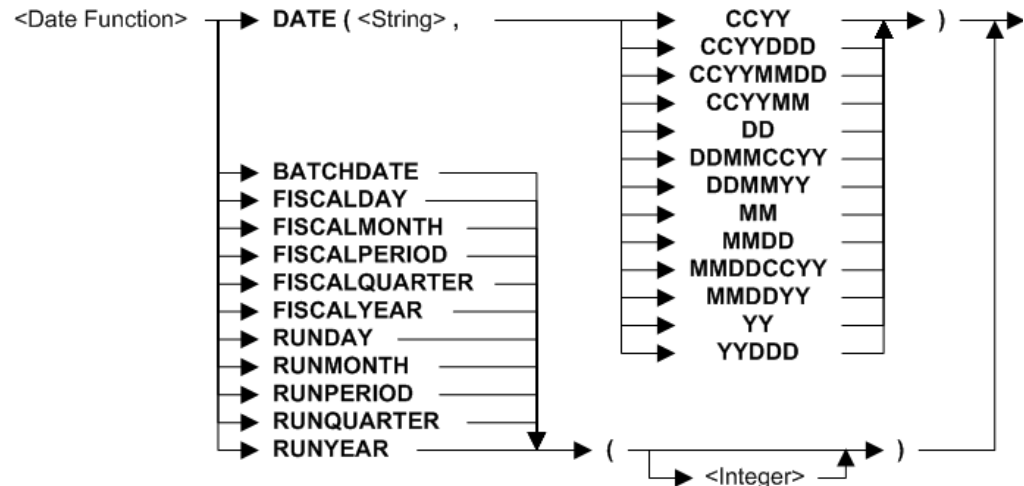 <Date Function> DATE ( <String> , CCYY )
CCYYDDD
CCYYMMDD
CCYYMM
DD
DDMMCCYY
DDMMYY
MM
MMDD
MMDDCCYY
MMDDYY
YY
YYDDD
BATCHDATE
FISCALDAY
FISCALMONTH
FISCALPERIOD
FISCALQUARTER
FISCALYEAR
RUNDAY
RUNMONTH
RUNPERIOD
RUNQUARTER
RUNYEAR ( )
<Integer>